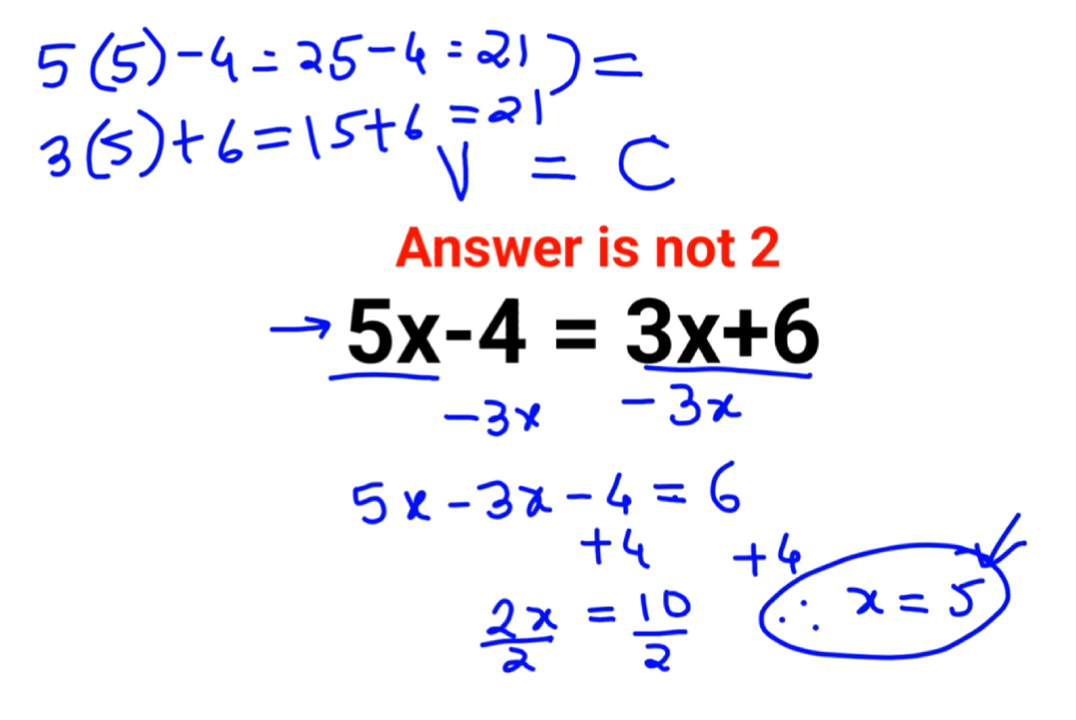 5(5)-4=25-4=21)=
3(5)+6=15+6=21
V = C
Answer is not 2
→5x-4 = 3x+6
-3x -3x
5x-3x-4=6
+4 +4
2x/2 = 10/2
∴ x=5